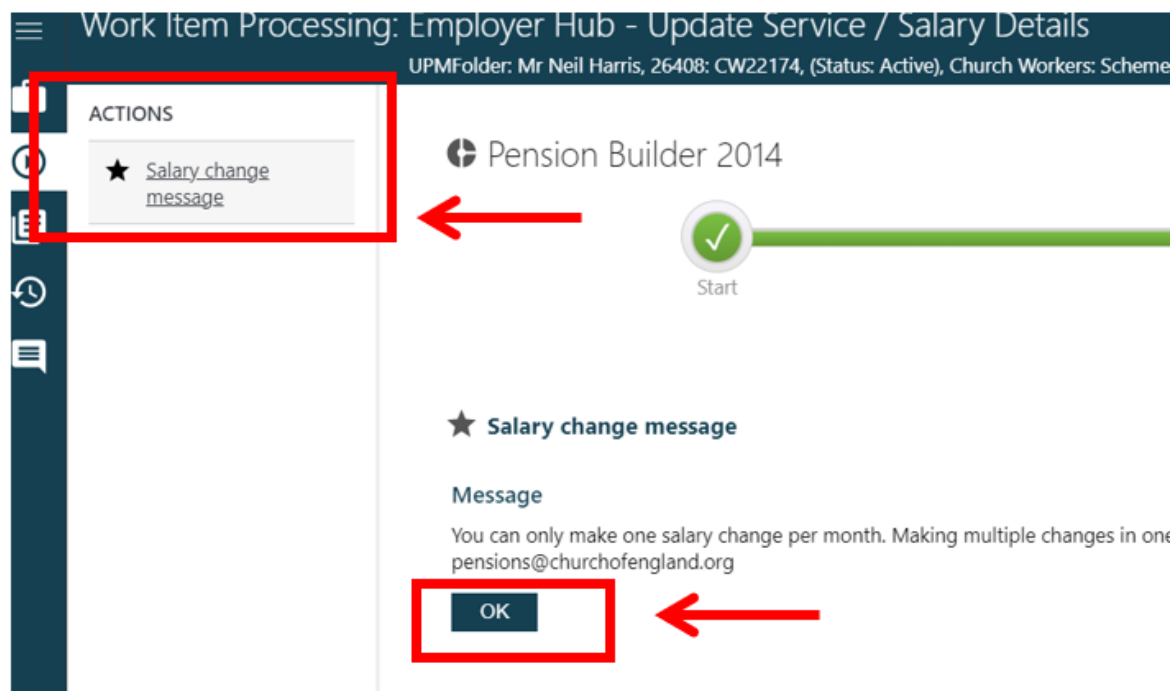 Work Item Processing: Employer Hub - Update Service / Salary Details
UPMFolder: Mr Neil Harris, 26408: CW22174, (Status: Active), Church Workers: Scheme
ACTIONS
Salary change
message
Pension Builder 2014
Start
Salary change message
Message
You can only make one salary change per month. Making multiple changes in one
pensions@churchofengland.org
OK